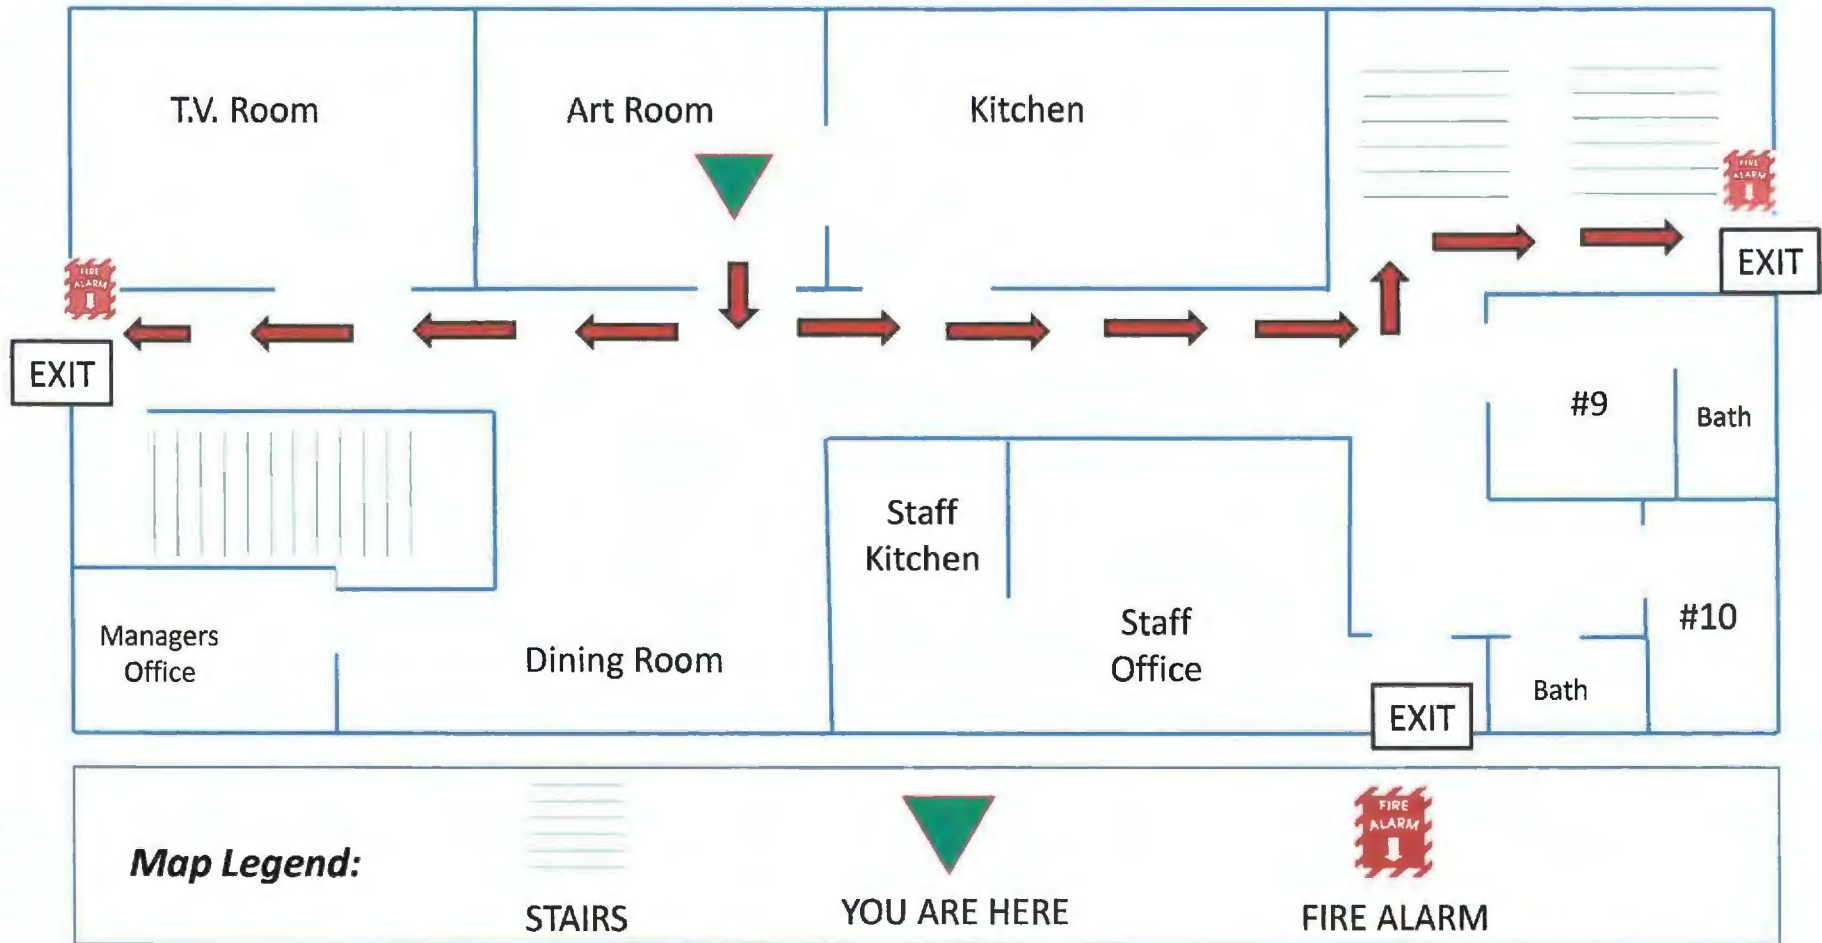 T.V. Room
Art Room
Kitchen
FIRE
ALARM
EXIT
FIRE
ALARM
EXIT
#9
Bath
Staff
Kitchen
Staff
Office
#10
Managers
Office
Dining Room
Bath
EXIT
Map Legend:
STAIRS
YOU ARE HERE
FIRE
ALARM
FIRE ALARM